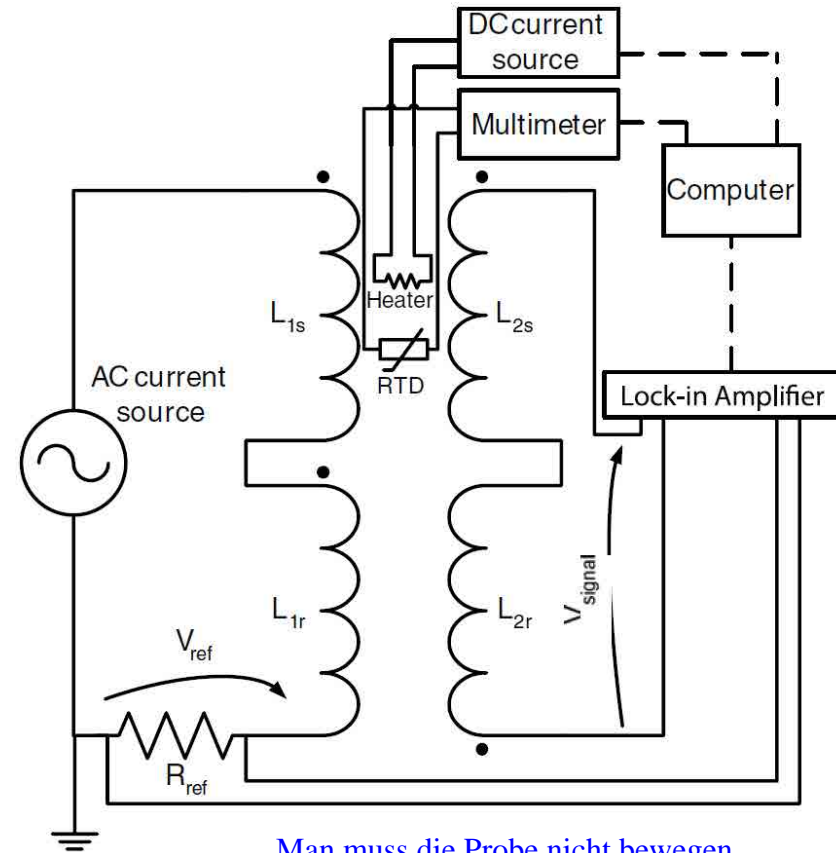 DC current
source
Multimeter
Computer
Heater
L1s
L2s
RTD
AC current
source
Lock-in Amplifier
L1r
L2r
Vsignal
Vref
Rref
Man muss die Probe nicht bewegen